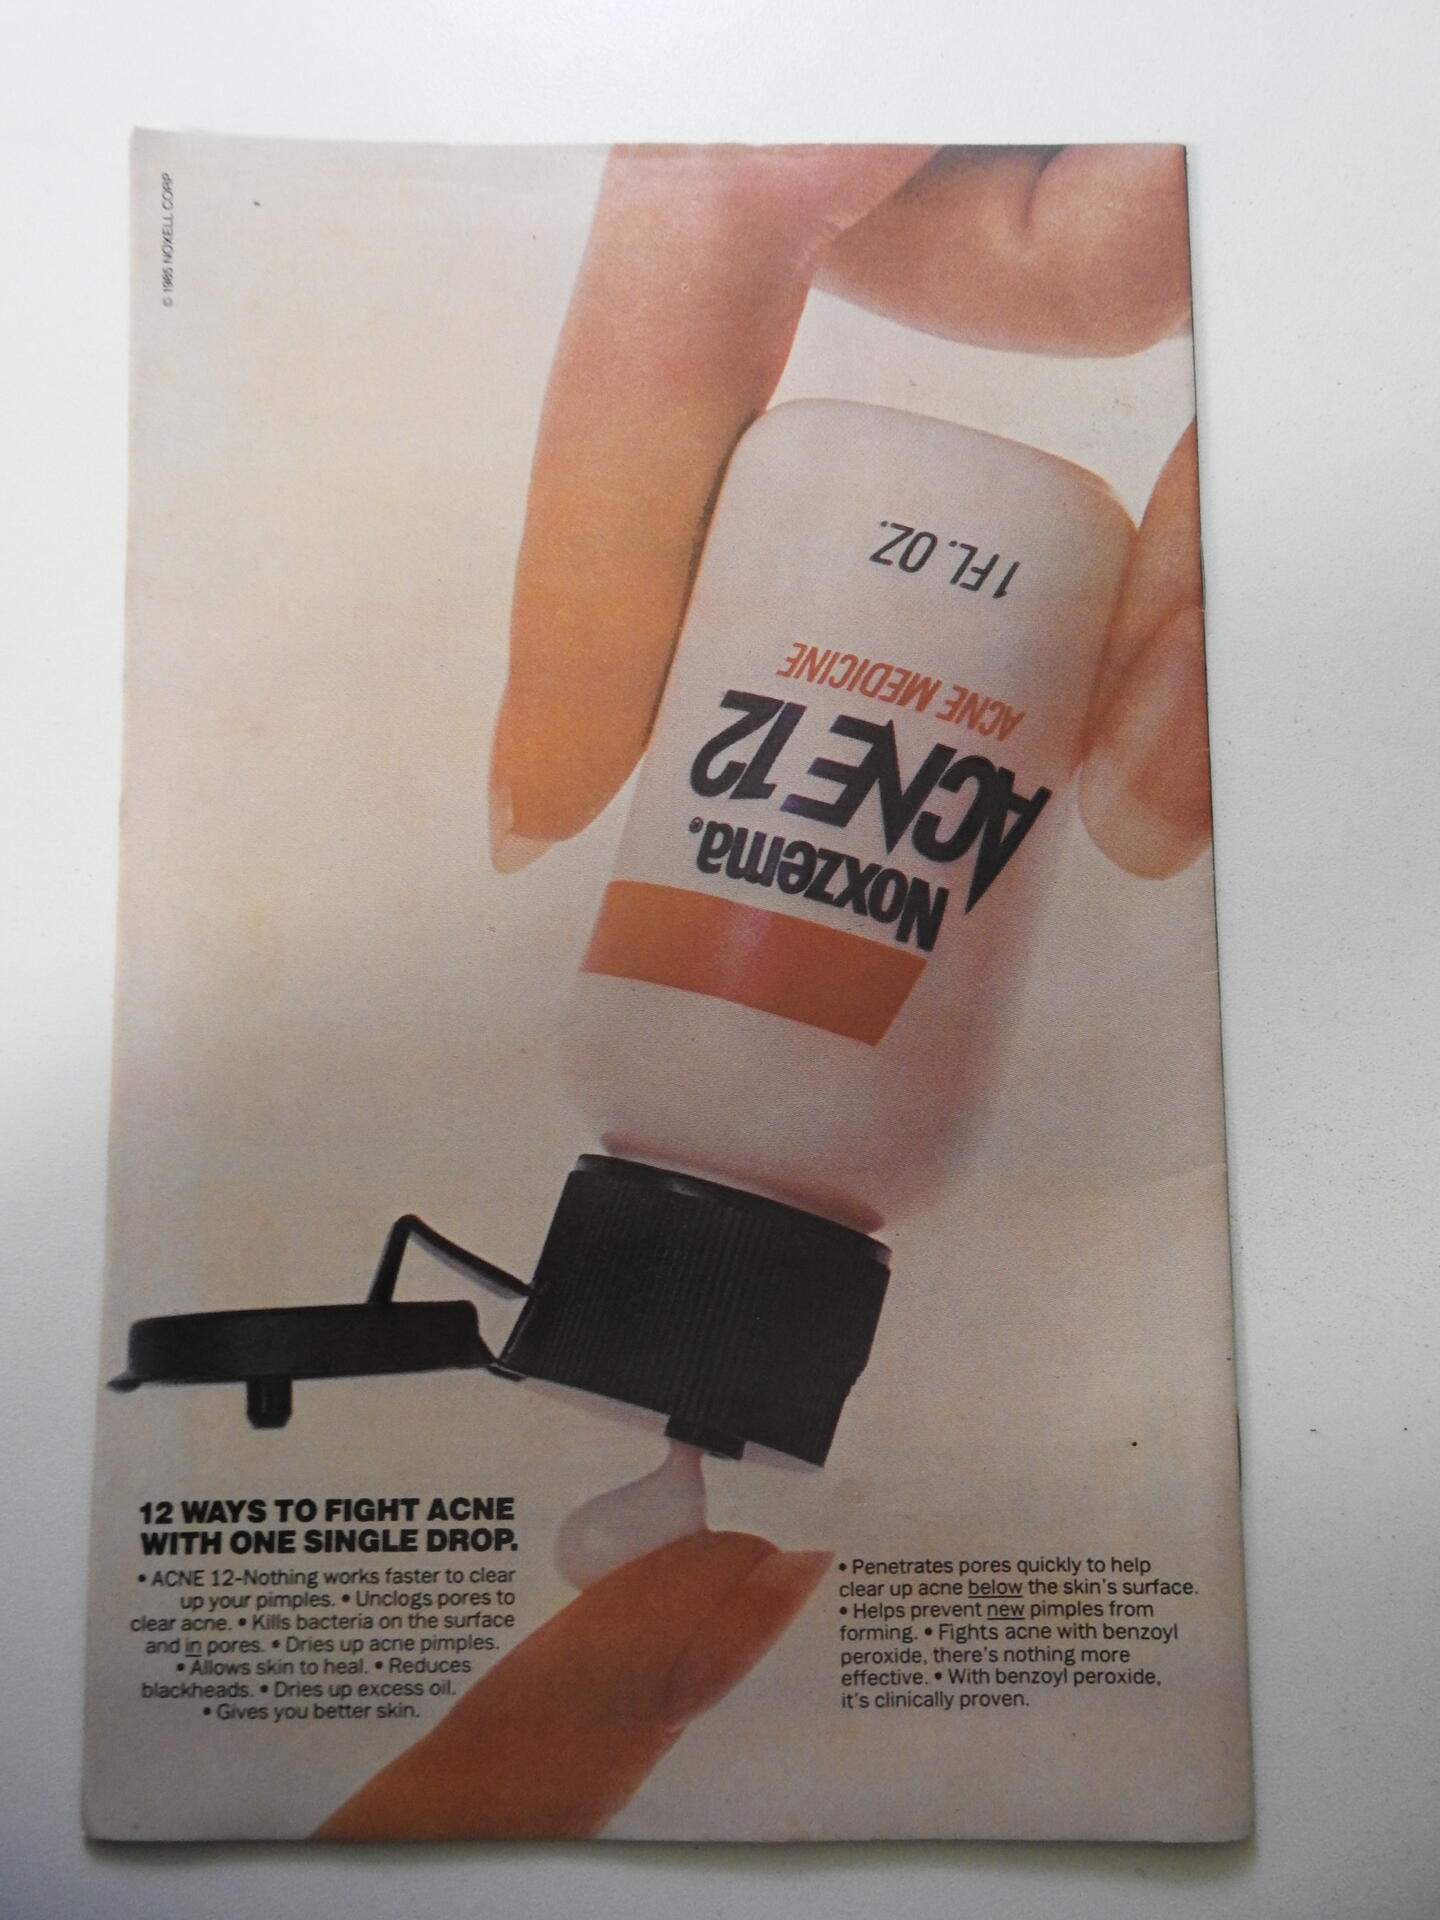 © 1985 NOXELL CORP
1 FL. OZ.
ACNE MEDICINE
ACNE 12
Noxzema®
12 WAYS TO FIGHT ACNE
WITH ONE SINGLE DROP.
• ACNE 12-Nothing works faster to clear
up your pimples. • Unclogs pores to
clear acne. • Kills bacteria on the surface
and in pores. • Dries up acne pimples.
• Allows skin to heal. • Reduces
blackheads. • Dries up excess oil.
• Gives you better skin.
• Penetrates pores quickly to help
clear up acne below the skin's surface.
• Helps prevent new pimples from
forming. • Fights acne with benzoyl
peroxide, there's nothing more
effective. • With benzoyl peroxide,
it's clinically proven.